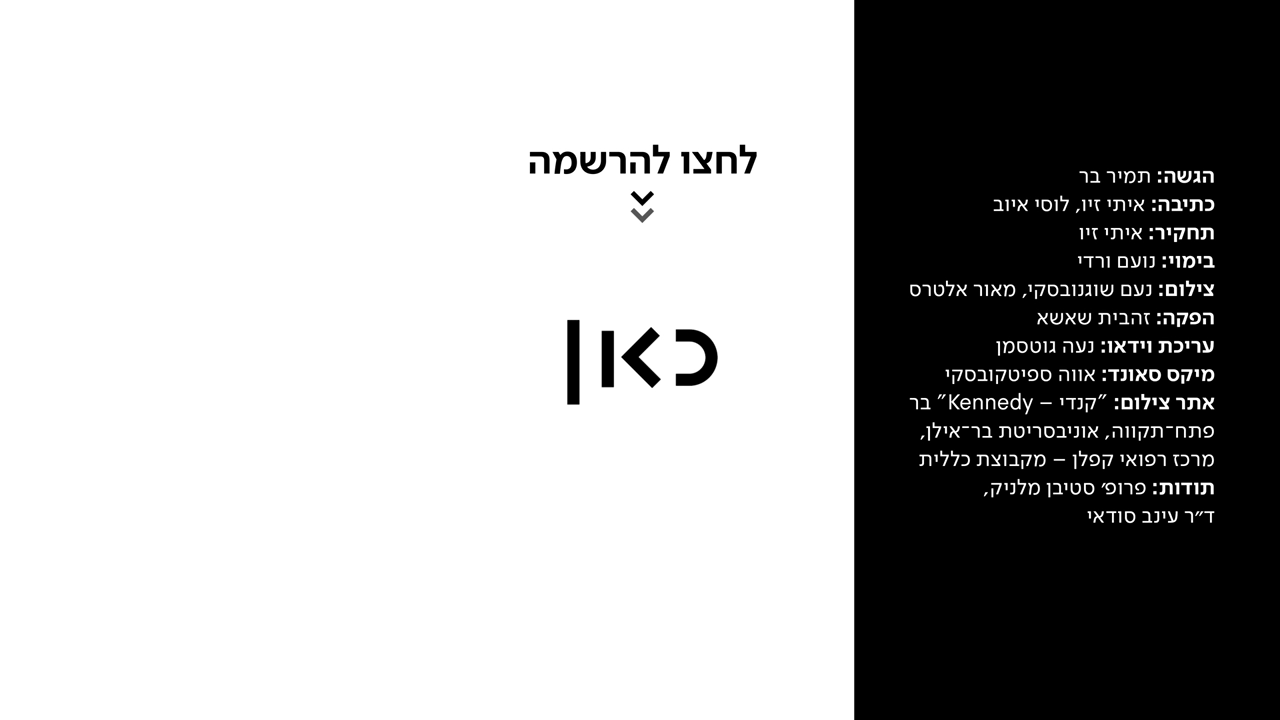 לחצו להרשמה
כאן
הגשה: תמיר בר
כתיבה: איתי זיו, לוסי איוב
תחקיר: איתי זיו
בימוי: נועם ורדי
צילום: נעם שוגנובסקי, מאור אלטרס
הפקה: זהבית שאשא
עריכת וידאו: נעה גוטסמן
מיקס סאונד: אווה ספיטקובסקי
אתר צילום: ״קנדי – Kennedy״ בר
פתח־תקווה, אוניבסריטת בר־אילן,
מרכז רפואי קפלן – מקבוצת כללית
תודות: פרופ׳ סטיבן מלניק,
ד״ר עינב סודאי